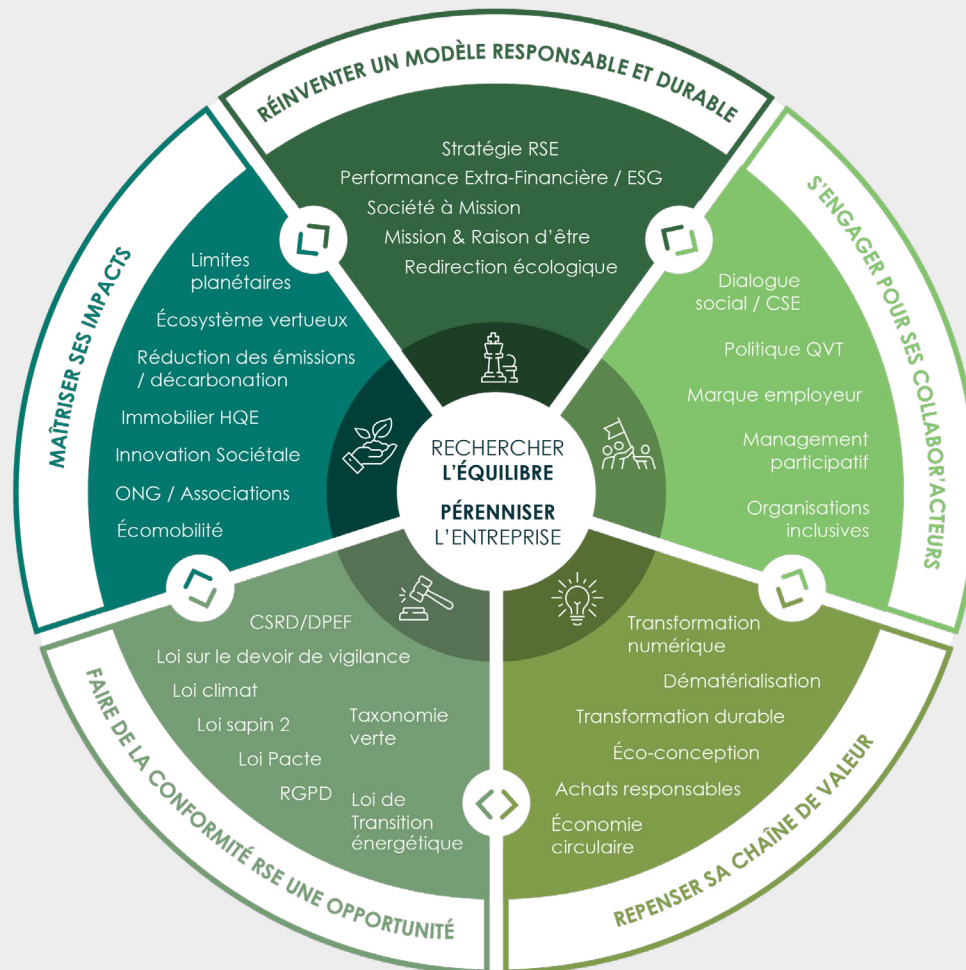 RÉINVENTER UN MODÈLE RESPONSABLE ET DURABLE
Stratégie RSE
Performance Extra-Financière / ESG
Société à Mission
Mission & Raison d'être
Redirection écologique
S'ENGAGER POUR SES COLLABOR'ACTEURS
Dialogue
social / CSE
Politique QVT
Marque employeur
Management
participatif
Organisations
inclusives
REPENSER SA CHAÎNE DE VALEUR
Transformation
numérique
Dématérialisation
Transformation durable
Éco-conception
Achats responsables
Économie
circulaire
FAIRE DE LA CONFORMITÉ RSE UNE OPPORTUNITÉ
CSRD/DPEF
Loi sur le devoir de vigilance
Loi climat
Loi sapin 2
Taxonomie
verte
Loi Pacte
RGPD
Loi de
Transition
énergétique
MAÎTRISER SES IMPACTS
Limites
planétaires
Écosystème vertueux
Réduction des émissions
/ décarbonation
Immobilier HQE
Innovation Sociétale
ONG / Associations
Écomobilité
RECHERCHER
L'ÉQUILIBRE
PÉRENNISER
L'ENTREPRISE